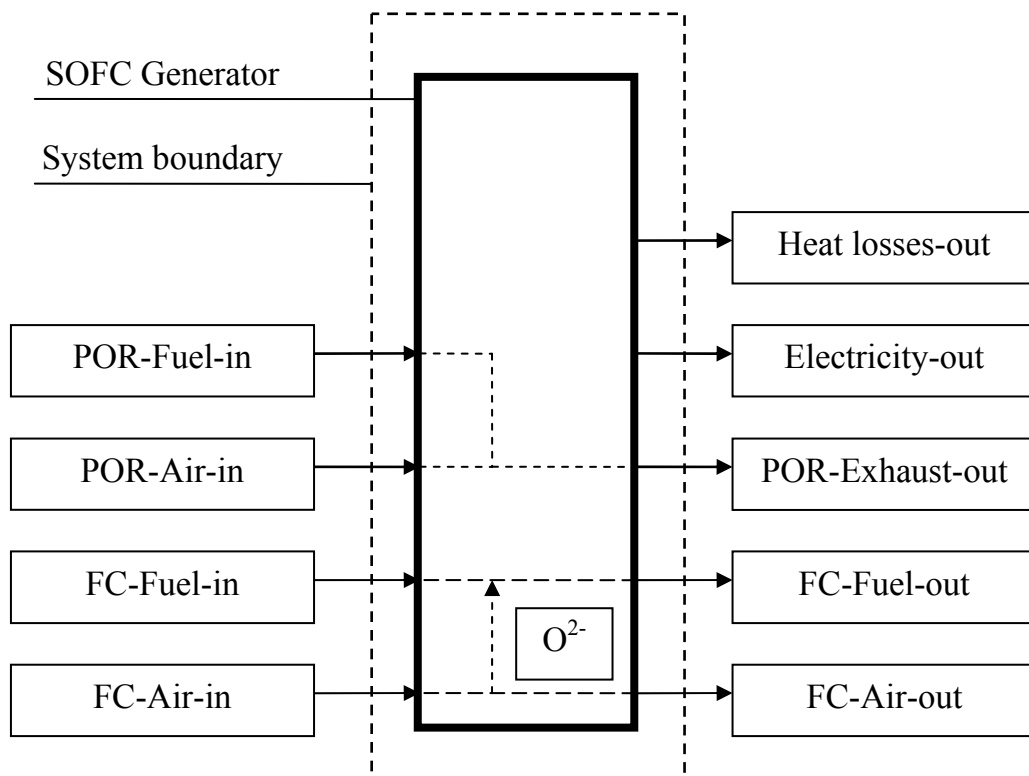 SOFC Generator
System boundary
Heat losses-out
POR-Fuel-in
Electricity-out
POR-Air-in
POR-Exhaust-out
FC-Fuel-in
FC-Fuel-out
O²⁻
FC-Air-in
FC-Air-out